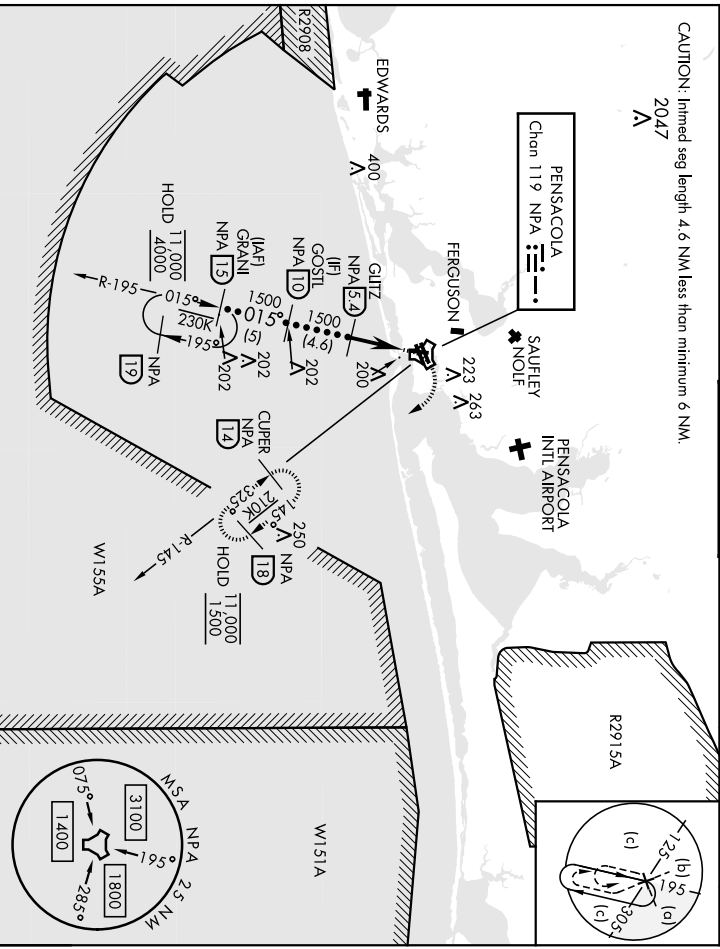 CAUTION: Intmed seg length 4.6 NM less than minimum 6 NM.
2047
PENSACOLA
Chan 119 NPA
R2908
EDWARDS
400
FERGUSON
SAUFLEY
NOLF
PENSACOLA
INTL AIRPORT
223
263
200
GLITZ
NPA 5.4
(IF)
GOSTL
NPA 10
(IAF)
GRANI
NPA 15
1500
(4.6)
1500
015°
(5)
202
202
202
HOLD
11,000
4000
R-195
015°
230K
195°
NPA
19
CUPER
NPA
14
325°
210K
145°
250
NPA
18
R-145
HOLD
11,000
1500
W155A
R2915A
W151A
MSA NPA 25 NM
3100
195°
075°
1400
1800
285°
(c)
125
(b)
195
(a)
305
(c)